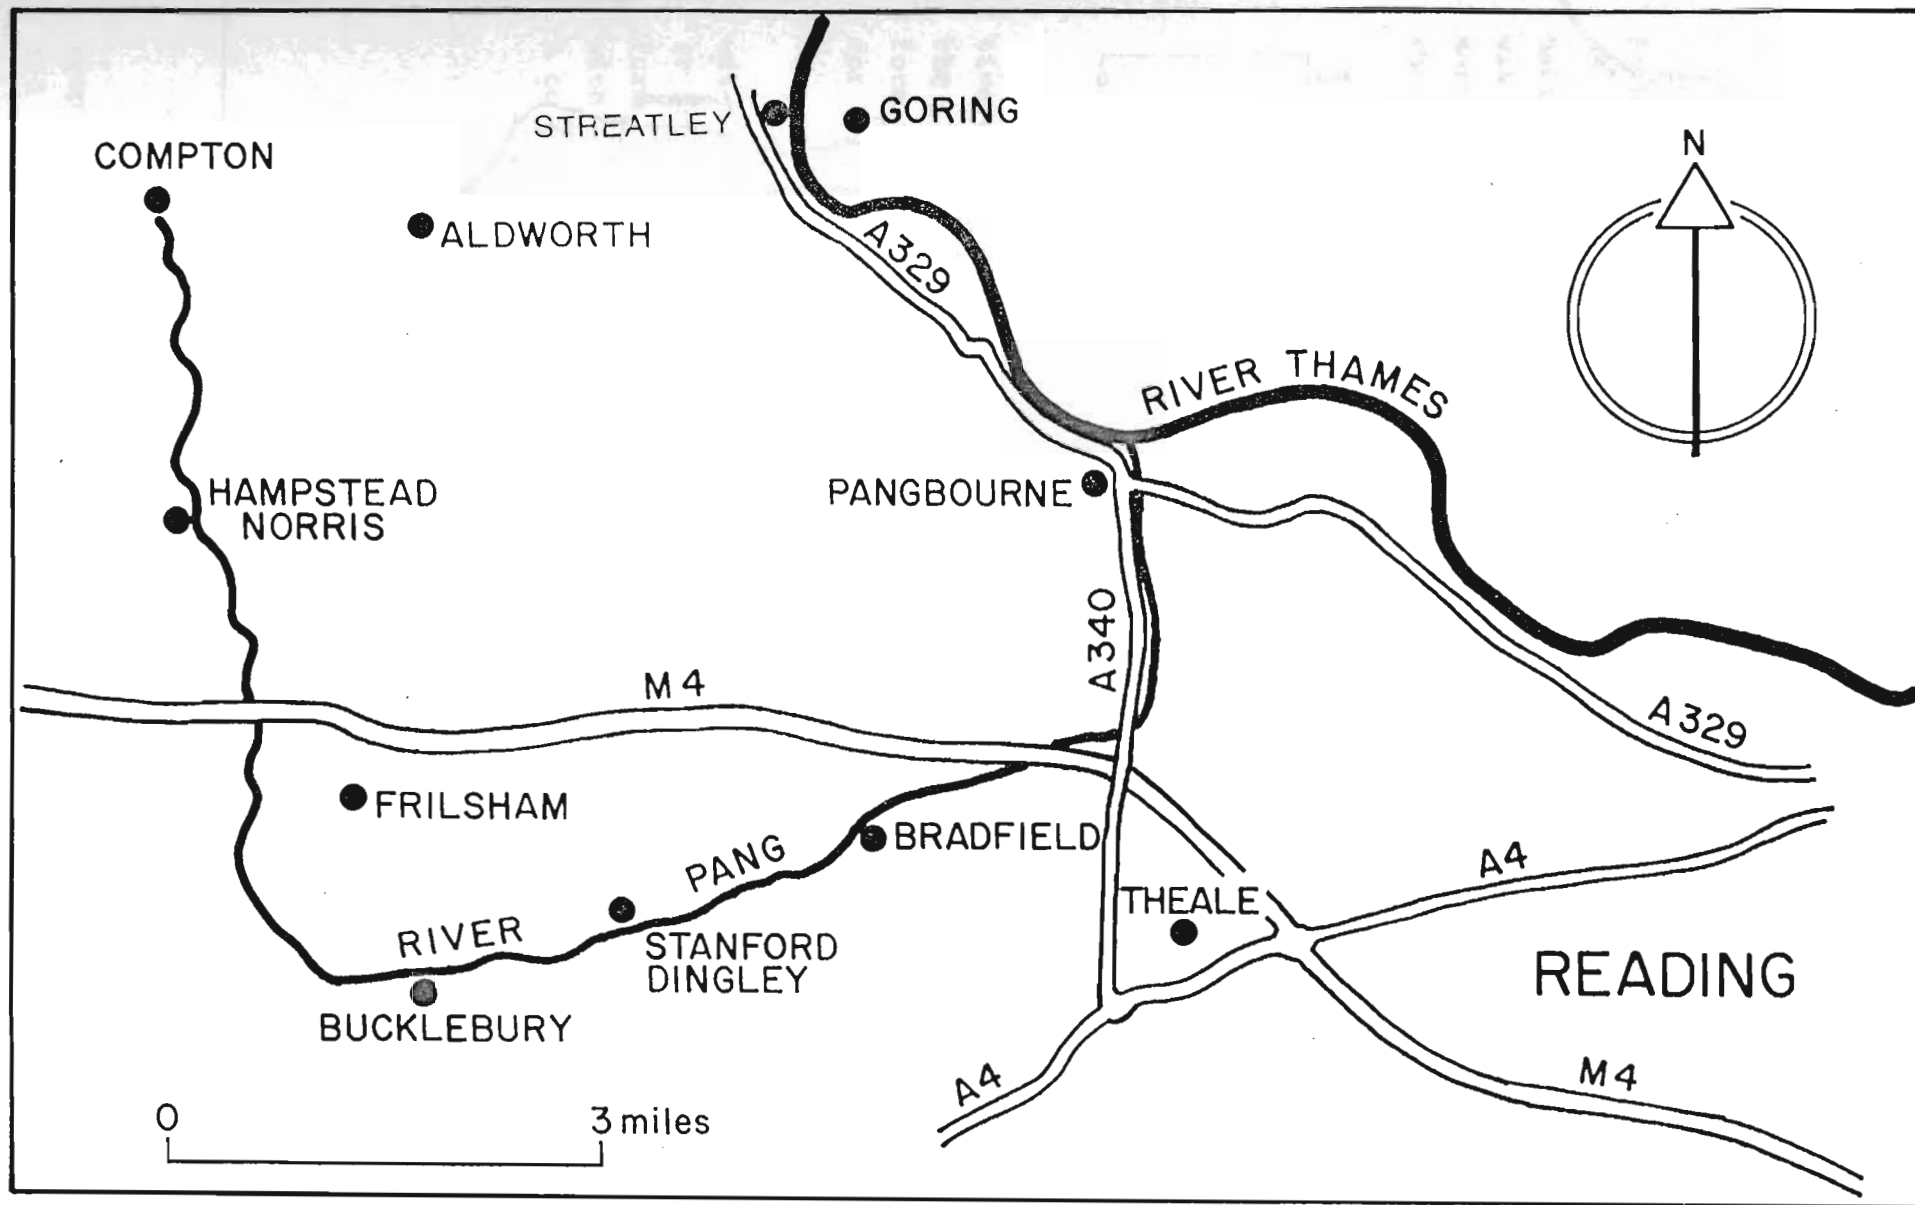 STREATLEY
GORING
COMPTON
N
ALDWORTH
A329
RIVER THAMES
HAMPSTEAD
NORRIS
PANGBOURNE
A340
M4
A329
FRILSHAM
BRADFIELD
PANG
A4
THEALE
RIVER
STANFORD
DINGLEY
READING
BUCKLEBURY
A4
M4
0
3 miles